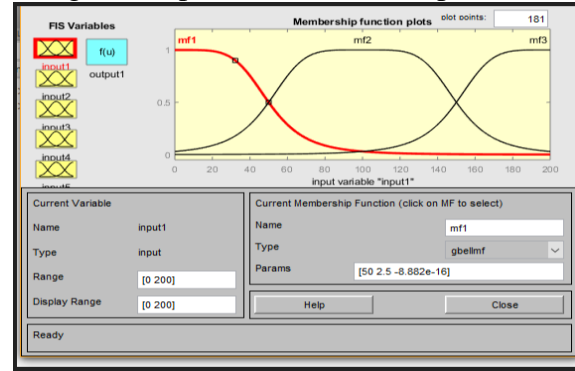 FIS Variables
Membership function plots
plot points:
181
f(u)
input1
output1
input2
input3
input4
mf1
mf2
mf3
1
0.5
0
0 20 40 60 80 100 120 140 160 180 200
input variable "input1"
Current Variable
Name input1
Type input
Range [0 200]
Display Range [0 200]
Current Membership Function (click on MF to select)
Name mf1
Type gbellmf
Params [50 2.5 -8.882e-16]
Help Close
Ready